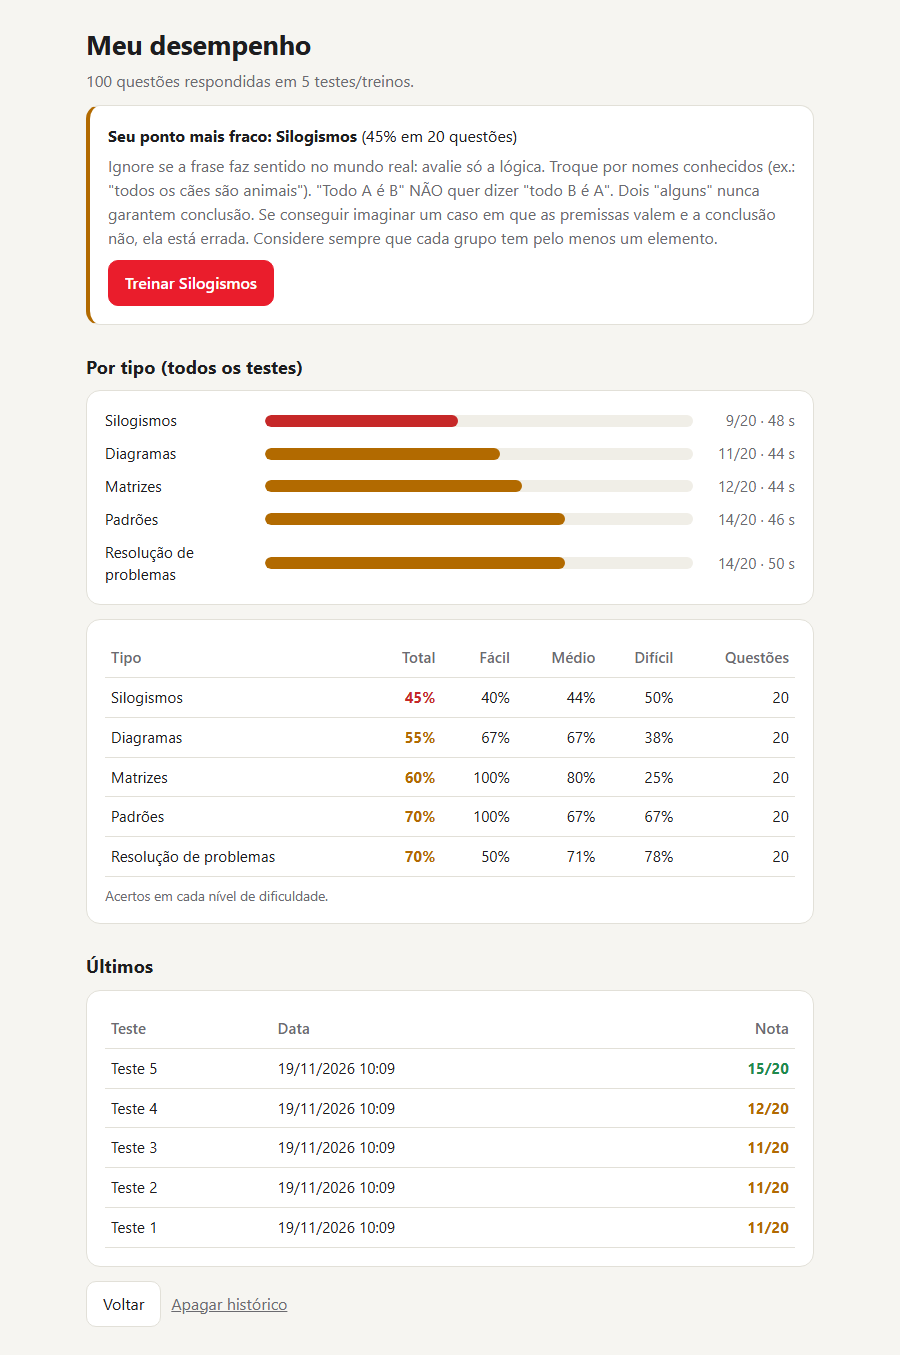 Meu desempenho
100 questões respondidas em 5 testes/treinos.
Seu ponto mais fraco: Silogismos (45% em 20 questões)
Ignore se a frase faz sentido no mundo real: avalie só a lógica. Troque por nomes conhecidos (ex.:
"todos os cães são animais"). "Todo A é B" NÃO quer dizer "todo B é A". Dois "alguns" nunca
garantem conclusão. Se conseguir imaginar um caso em que as premissas valem e a conclusão
não, ela está errada. Considere sempre que cada grupo tem pelo menos um elemento.
Treinar Silogismos
Por tipo (todos os testes)
Silogismos 9/20 · 48 s
Diagramas 11/20 · 44 s
Matrizes 12/20 · 44 s
Padrões 14/20 · 46 s
Resolução de
problemas 14/20 · 50 s
Tipo Total Fácil Médio Difícil Questões
Silogismos 45% 40% 44% 50% 20
Diagramas 55% 67% 67% 38% 20
Matrizes 60% 100% 80% 25% 20
Padrões 70% 100% 67% 67% 20
Resolução de problemas 70% 50% 71% 78% 20
Acertos em cada nível de dificuldade.
Últimos
Teste Data Nota
Teste 5 19/11/2026 10:09 15/20
Teste 4 19/11/2026 10:09 12/20
Teste 3 19/11/2026 10:09 11/20
Teste 2 19/11/2026 10:09 11/20
Teste 1 19/11/2026 10:09 11/20
Voltar Apagar histórico